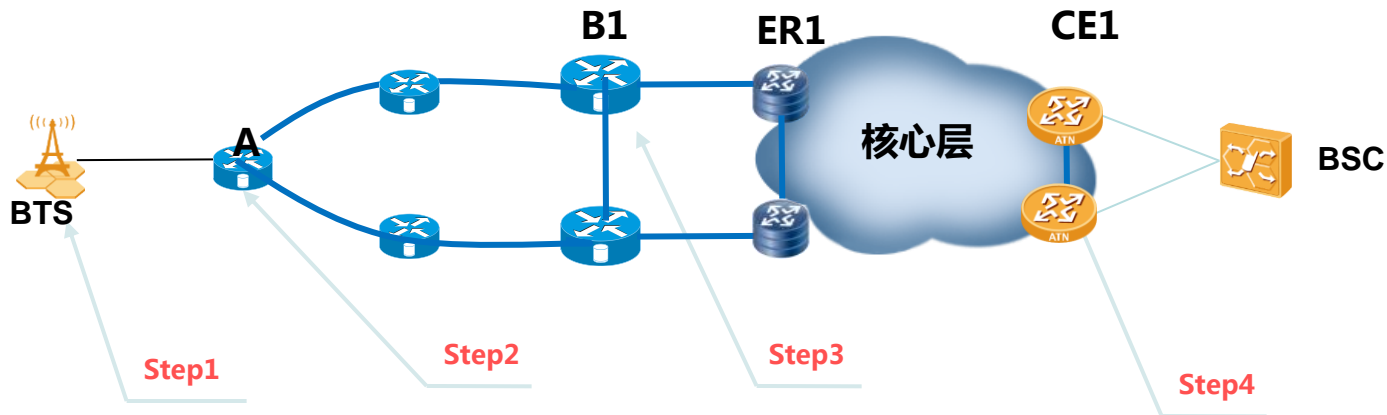 B1
ER1
CE1
A
核心层
BTS
BSC
ATN
ATN
Step1
Step2
Step3
Step4